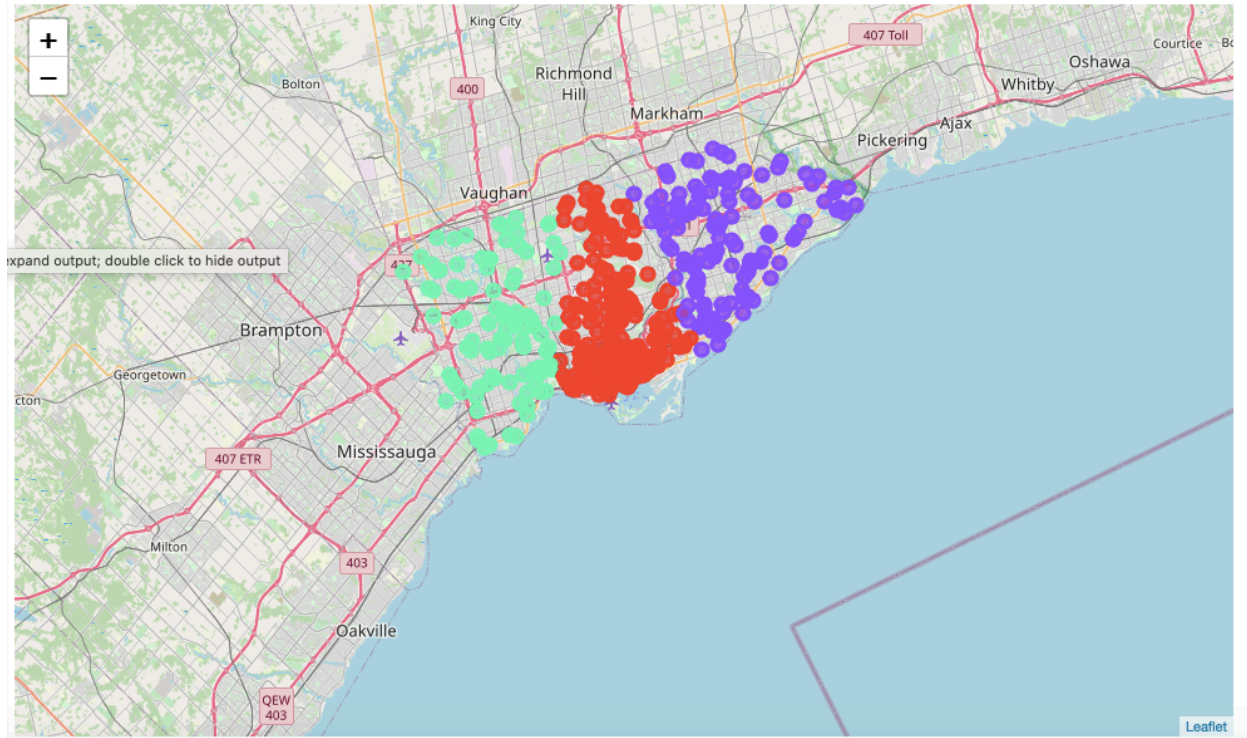 King City
407 Toll
Courtice
Oshawa
Whitby
Bolton
400
Richmond
Hill
Markham
Ajax
Pickering
Vaughan
+
−
expand output; double click to hide output
Brampton
Georgetown
cton
Mississauga
407 ETR
Milton
403
Oakville
QEW
403
Leaflet